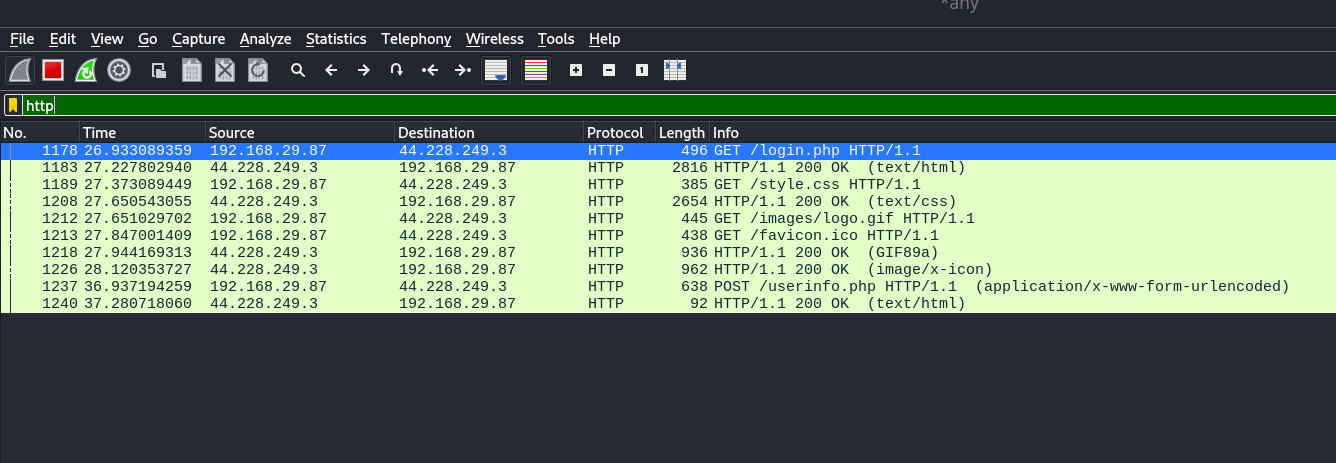 *any
File Edit View Go Capture Analyze Statistics Telephony Wireless Tools Help
http
No. Time Source Destination Protocol Length Info
1178 26.933089359 192.168.29.87 44.228.249.3 HTTP 496 GET /login.php HTTP/1.1
1183 27.227802940 44.228.249.3 192.168.29.87 HTTP 2816 HTTP/1.1 200 OK (text/html)
1189 27.373089449 192.168.29.87 44.228.249.3 HTTP 385 GET /style.css HTTP/1.1
1208 27.650543055 44.228.249.3 192.168.29.87 HTTP 2654 HTTP/1.1 200 OK (text/css)
1212 27.651029702 192.168.29.87 44.228.249.3 HTTP 445 GET /images/logo.gif HTTP/1.1
1213 27.847001409 192.168.29.87 44.228.249.3 HTTP 438 GET /favicon.ico HTTP/1.1
1218 27.944169313 44.228.249.3 192.168.29.87 HTTP 936 HTTP/1.1 200 OK (GIF89a)
1226 28.120353727 44.228.249.3 192.168.29.87 HTTP 962 HTTP/1.1 200 OK (image/x-icon)
1237 36.937194259 192.168.29.87 44.228.249.3 HTTP 638 POST /userinfo.php HTTP/1.1 (application/x-www-form-urlencoded)
1240 37.280718060 44.228.249.3 192.168.29.87 HTTP 92 HTTP/1.1 200 OK (text/html)